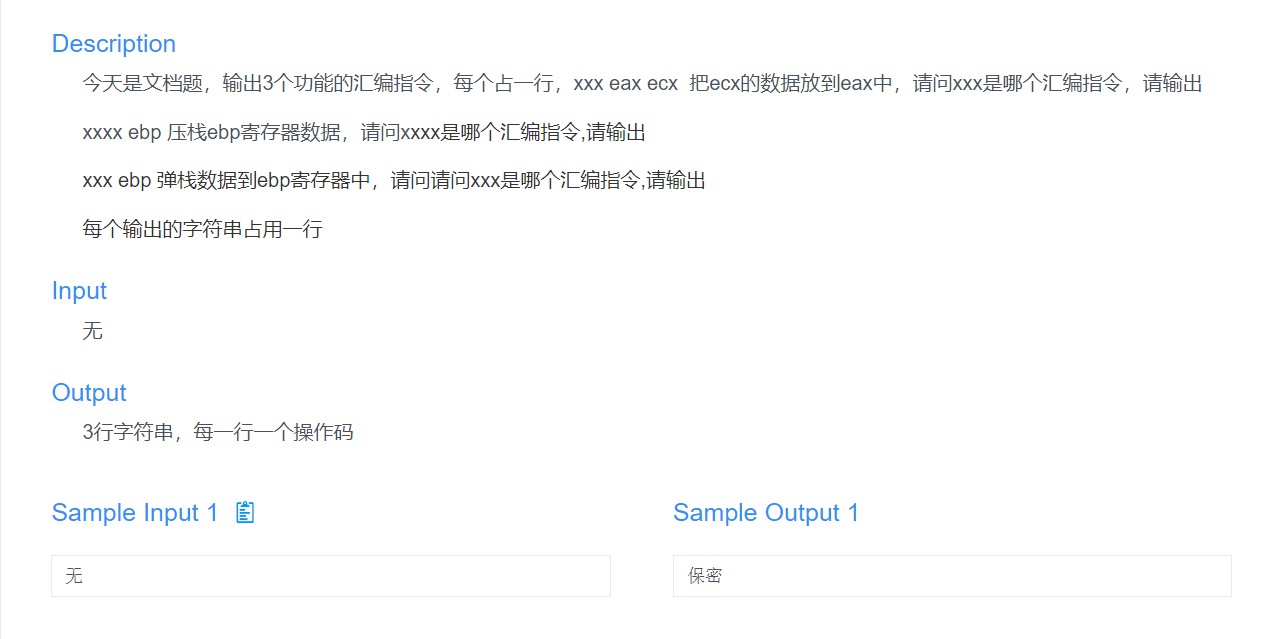 Description
今天是文档题，输出3个功能的汇编指令，每个占一行，xxx eax ecx  把ecx的数据放到eax中，请问xxx是哪个汇编指令，请输出
xxxx ebp 压栈ebp寄存器数据，请问xxxx是哪个汇编指令,请输出
xxx ebp 弹栈数据到ebp寄存器中，请问请问xxx是哪个汇编指令,请输出
每个输出的字符串占用一行
Input
无
Output
3行字符串，每一行一个操作码
Sample Input 1
Sample Output 1
无
保密